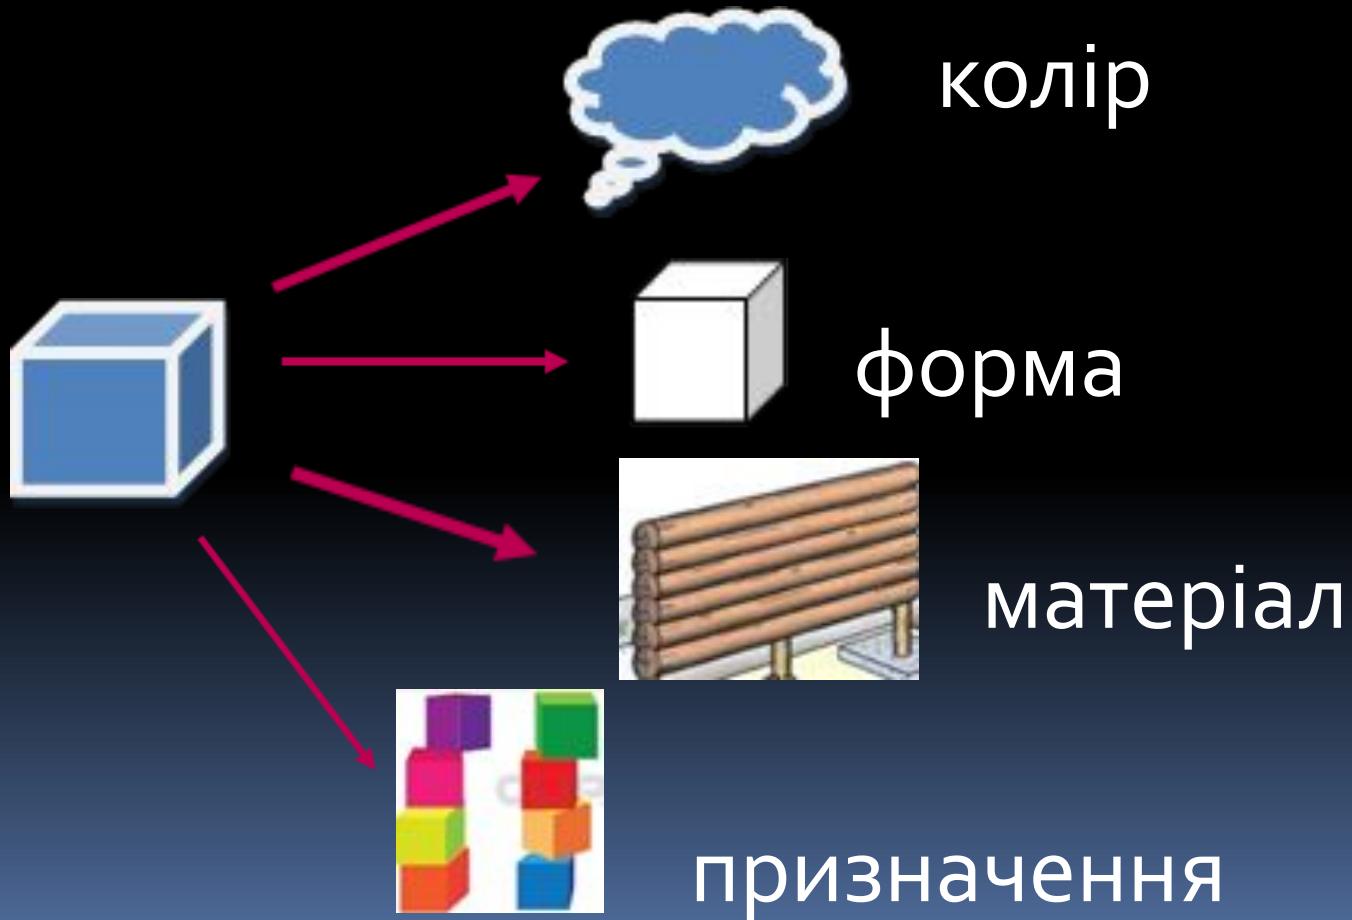 колір
форма
матеріал
призначення